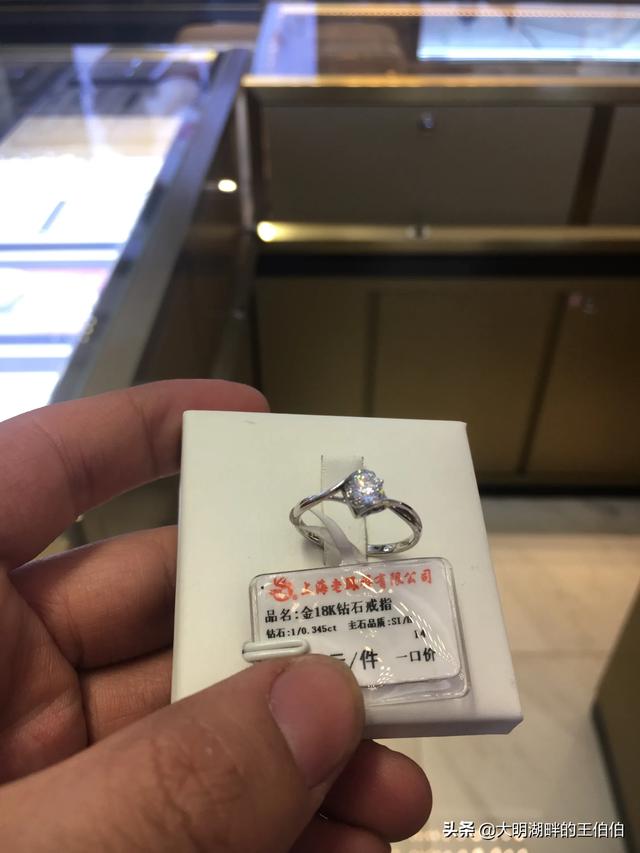 上海老凤祥有限公司
品名:金18K钻石戒指
钻石:1/0.345ct 主石品质:SI/
14
元/件 一口价
头条 @大明湖畔的王伯伯